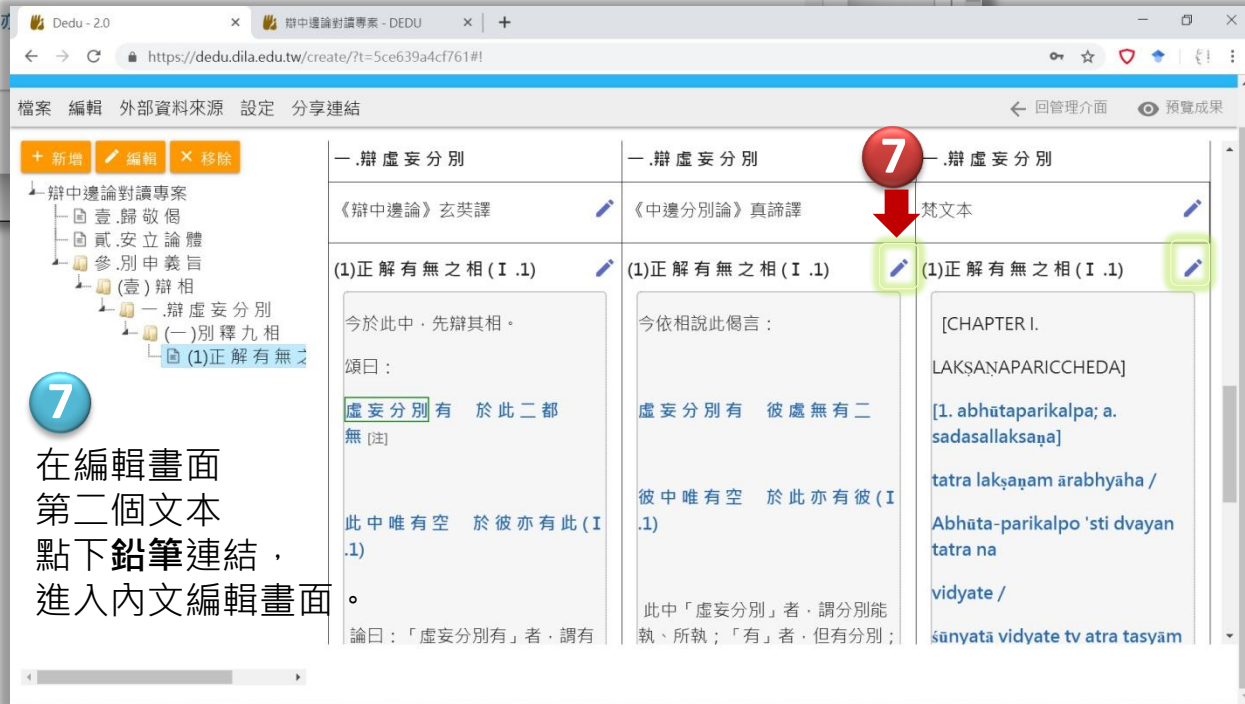 Dedu - 2.0
辯中邊論對讀專案 - DEDU
https://dedu.dila.edu.tw/create/?t=5ce639a4cf761#!
檔案 編輯 外部資料來源 設定 分享連結
回管理介面 預覽成果
+ 新增 編輯 × 移除
辯中邊論對讀專案
壹.歸敬偈
貳.安立論體
參.別申義旨
(壹)辯相
一.辯虛妄分別
(一)別釋九相
(1)正解有無之
7
在編輯畫面
第二個文本
點下鉛筆連結,
進入內文編輯畫面。
一.辯虛妄分別
《辯中邊論》玄奘譯
(1)正解有無之相(I.1)
今於此中,先辯其相。
頌曰:
虛妄分別有 於此二都
無 [注]
此中唯有空 於彼亦有此(I
.1)
論曰:「虛妄分別有」者,謂有
一.辯虛妄分別
《中邊分別論》真諦譯
(1)正解有無之相(I.1)
今依相說此偈言:
虛妄分別有 彼處無有二
彼中唯有空 於此亦有彼(I
.1)
此中「虛妄分別」者,謂分別能
執、所執;「有」者,但有分別;
7
一.辯虛妄分別
梵文本
(1)正解有無之相(I.1)
[CHAPTER I.
LAKṢAṆAPARICCHEDA]
[1. abhūtaparikalpa; a.
sadasallaksaṇa]
tatra lakṣaṇam ārabhyāha /
Abhūta-parikalpo 'sti dvayan
tatra na
vidyate /
śūnyatā vidyate tv atra tasyām